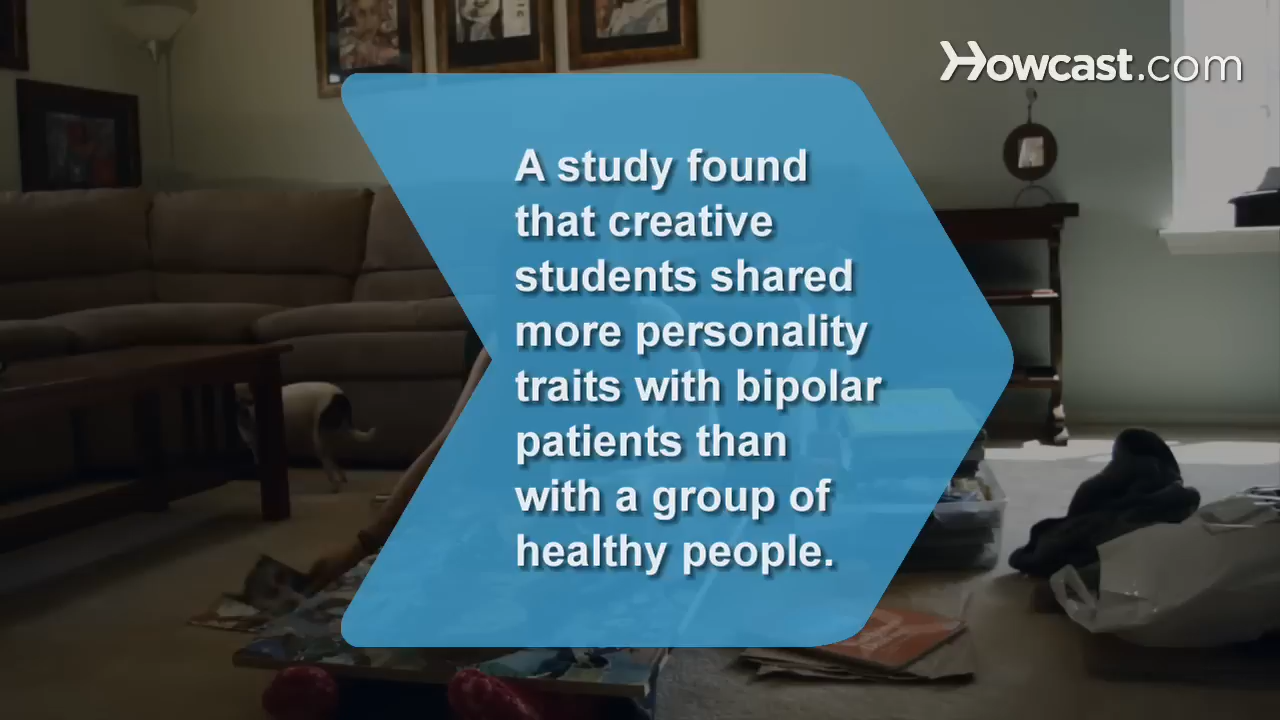 Howcast.com
A study found
that creative
students shared
more personality
traits with bipolar
patients than
with a group of
healthy people.